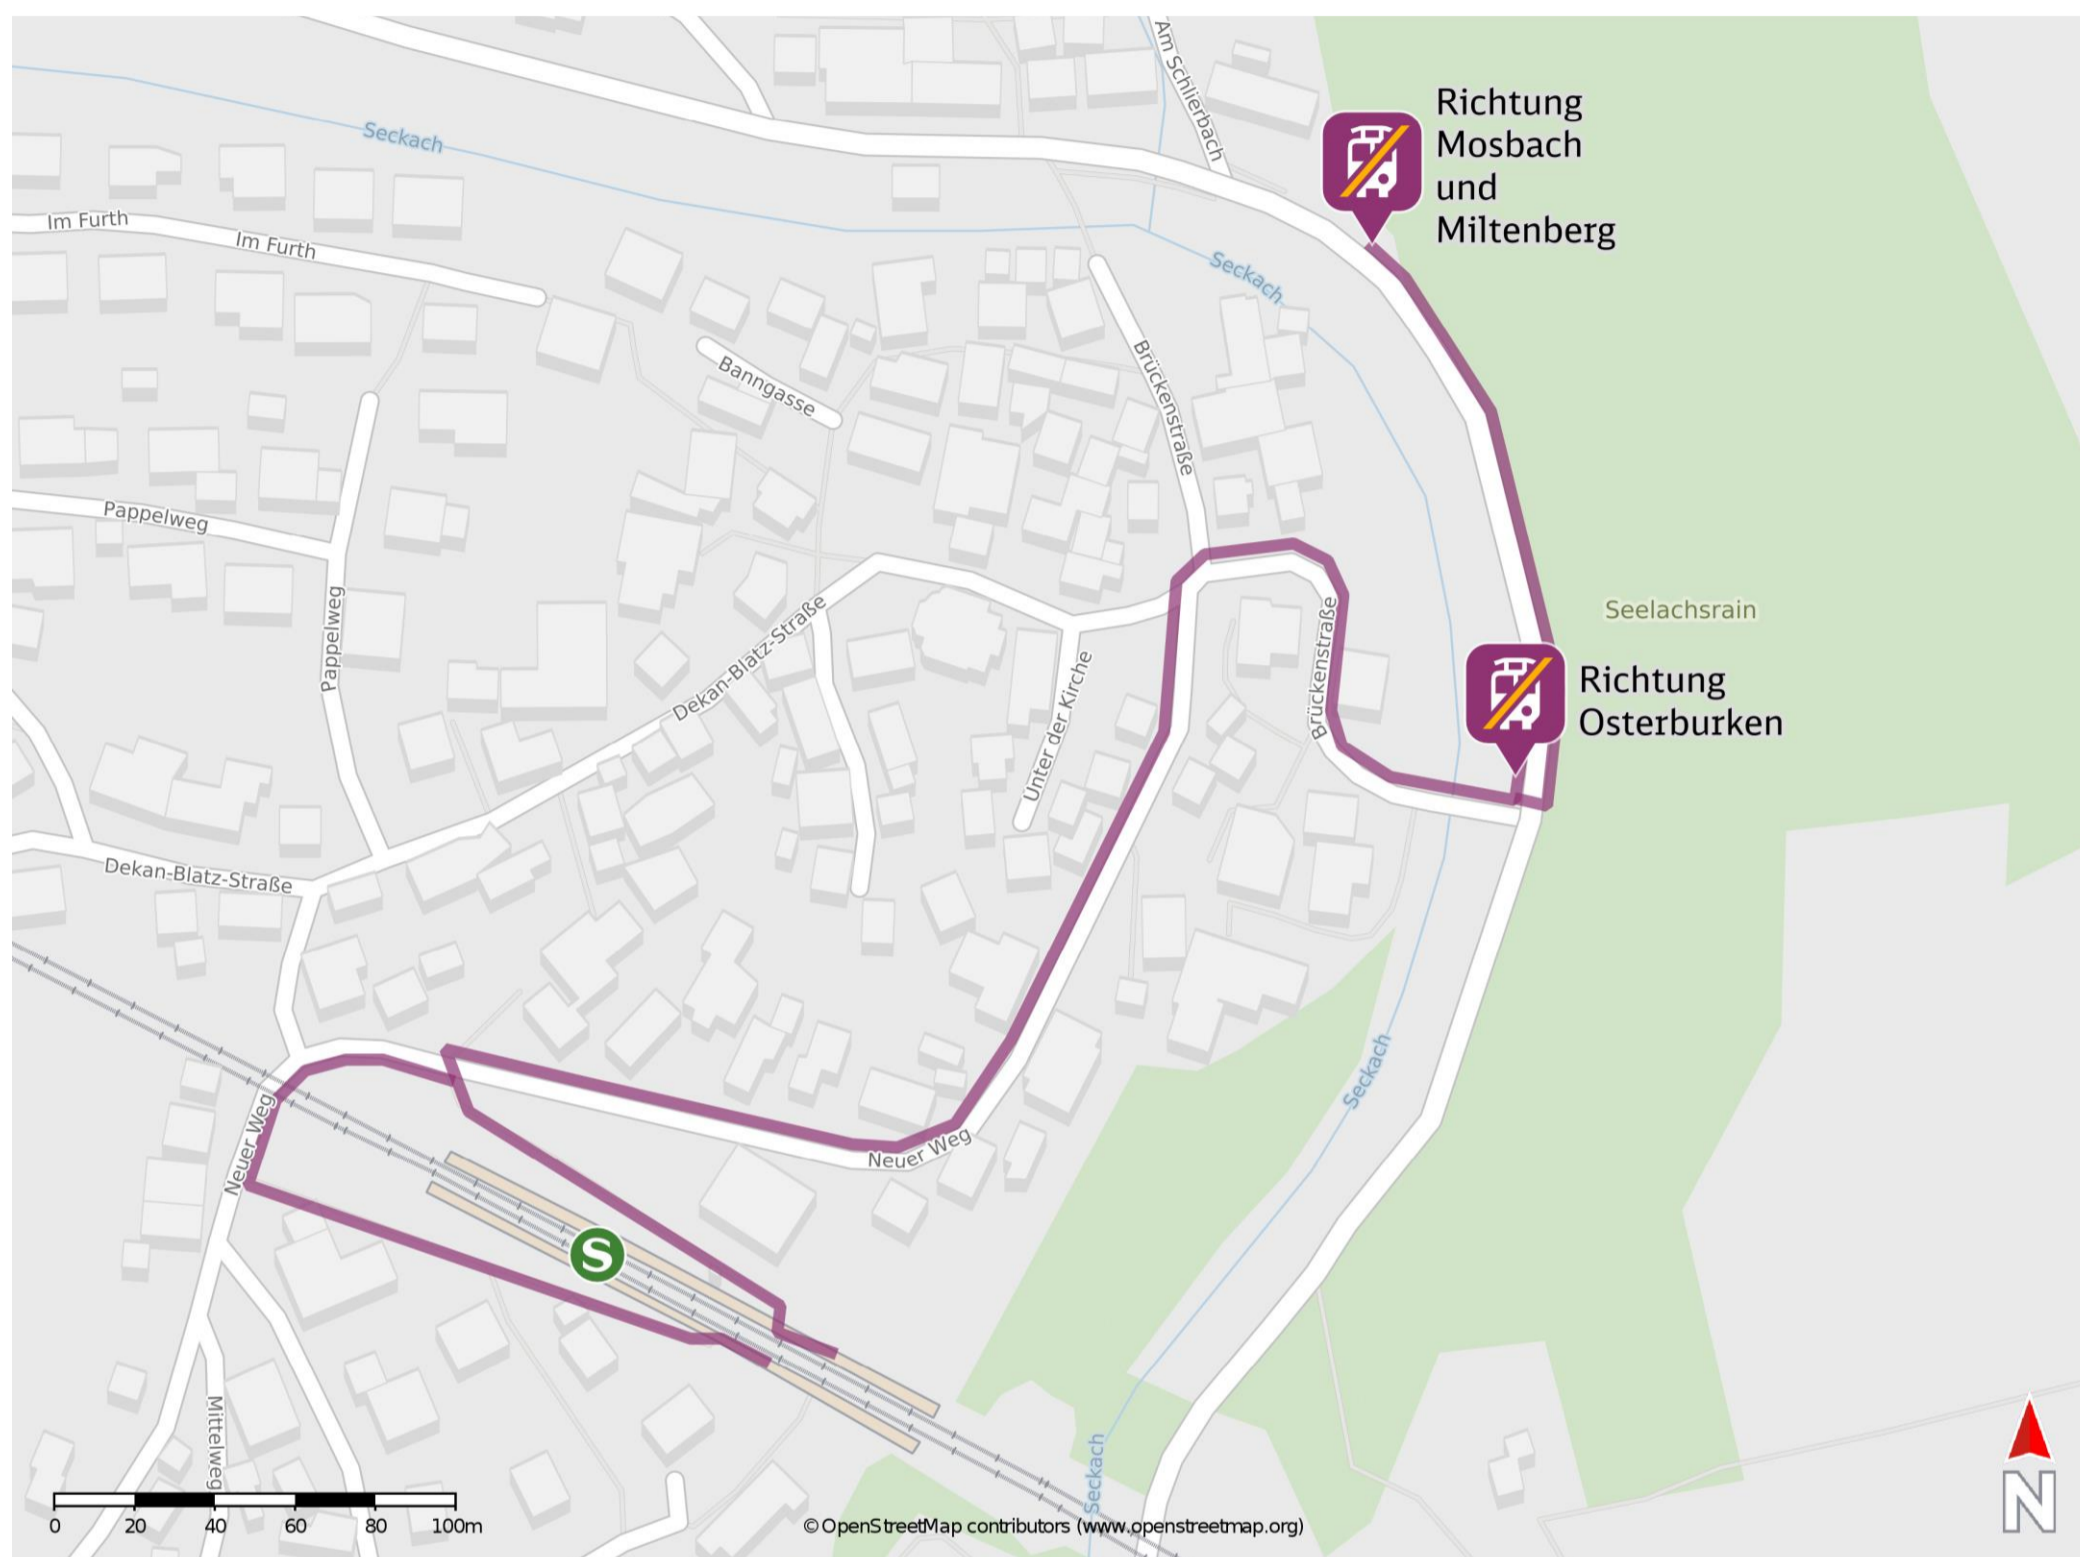 Am Schlierbach
Richtung
Mosbach
und
Miltenberg
Seckach
Im Furth
Im Furth
Seckach
Brückenstraße
Banngasse
Pappelweg
Pappelweg
Dekan-Blatz-Straße
Unter der Kirche
Brückenstraße
Seelachsrain
Richtung
Osterburken
Dekan-Blatz-Straße
Neuer Weg
Neuer Weg
Seckach
S
Mittelweg
Seckach
0 20 40 60 80 100m
© OpenStreetMap contributors (www.openstreetmap.org)
N